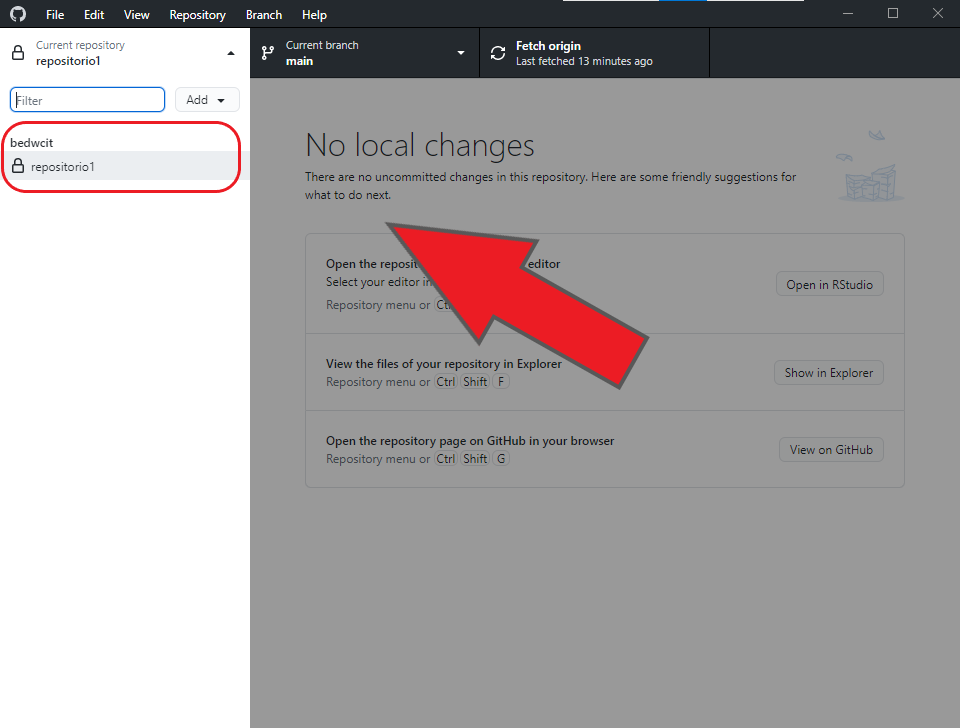 File Edit View Repository Branch Help
Current repository
repositorio1
Current branch
main
Fetch origin
Last fetched 13 minutes ago
Filter
Add
bedwcit
repositorio1
No local changes
There are no uncommitted changes in this repository. Here are some friendly suggestions for
what to do next.
Open the reposit editor
Select your editor in
Repository menu or
Open in RStudio
View the files of your repository in Explorer
Repository menu or Ctrl Shift F
Show in Explorer
Open the repository page on GitHub in your browser
Repository menu or Ctrl Shift G
View on GitHub